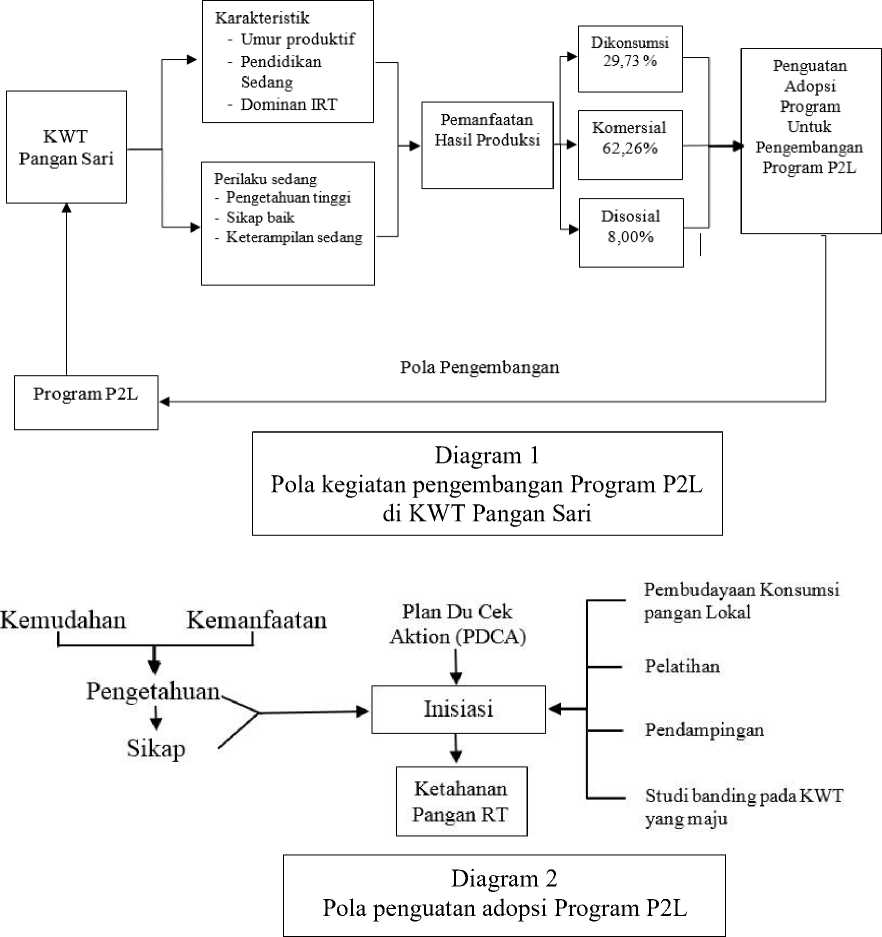 KWT
Pangan Sari
Karakteristik
- Umur produktif
- Pendidikan
Sedang
- Dominan IRT
Perilaku sedang
- Pengetahuan tinggi
- Sikap baik
- Keterampilan sedang
Pemanfaatan
Hasil Produksi
Dikonsumsi
29,73 %
Komersial
62,26%
Disosial
8,00%
Penguatan
Adopsi
Program
Untuk
Pengembangan
Program P2L
Pola Pengembangan
Program P2L
Diagram 1
Pola kegiatan pengembangan Program P2L
di KWT Pangan Sari
Kemudahan
Kemanfaatan
Pengetahuan
Sikap
Plan Du Cek
Aktion (PDCA)
Inisiasi
Ketahanan
Pangan RT
Pembudayaan Konsumsi
pangan Lokal
Pelatihan
Pendampingan
Studi banding pada KWT
yang maju
Diagram 2
Pola penguatan adopsi Program P2L